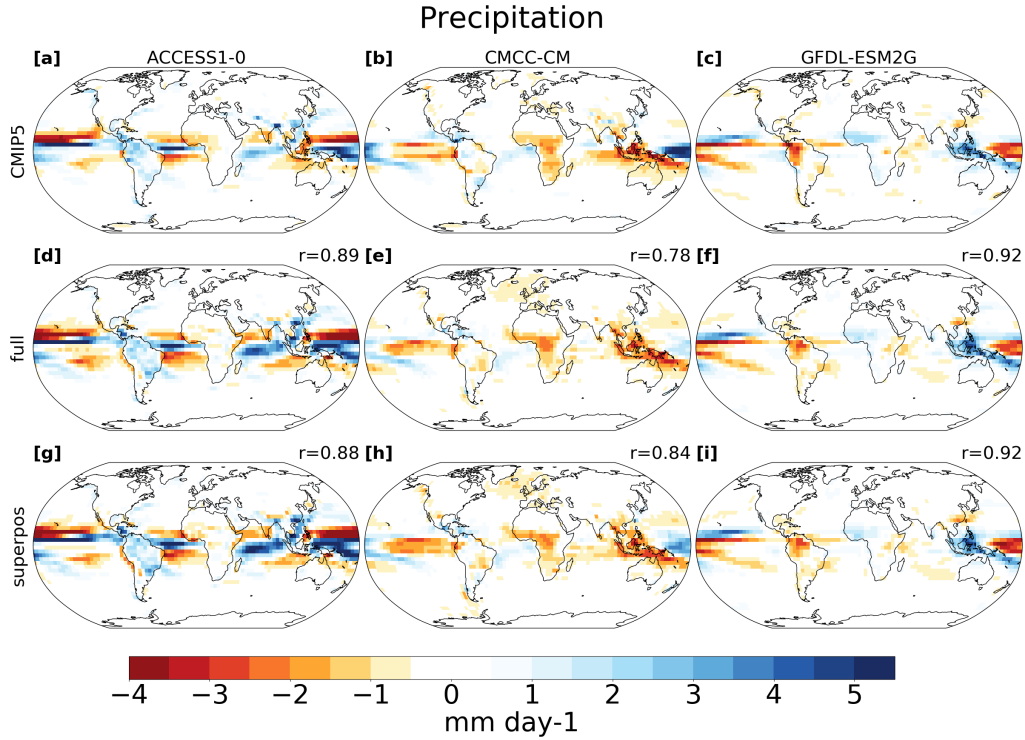 Precipitation
[a] ACCESS1-0 [b] CMCC-CM [c] GFDL-ESM2G
CMIP5
[d] r=0.89 [e] r=0.78 [f] r=0.92
full
[g] r=0.88 [h] r=0.84 [i] r=0.92
superpos
−4 −3 −2 −1 0 1 2 3 4 5
mm day-1